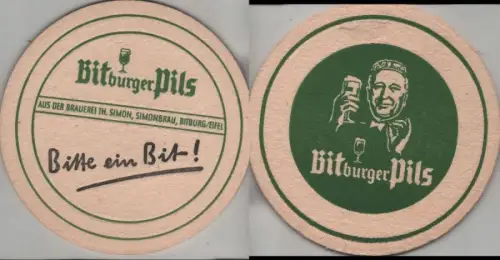 Bitburger Pils
AUS DER BRAUEREI TH. SIMON, SIMONBRÄU, BITBURG/EIFEL
Bitte ein Bit!
Bitburger Pils